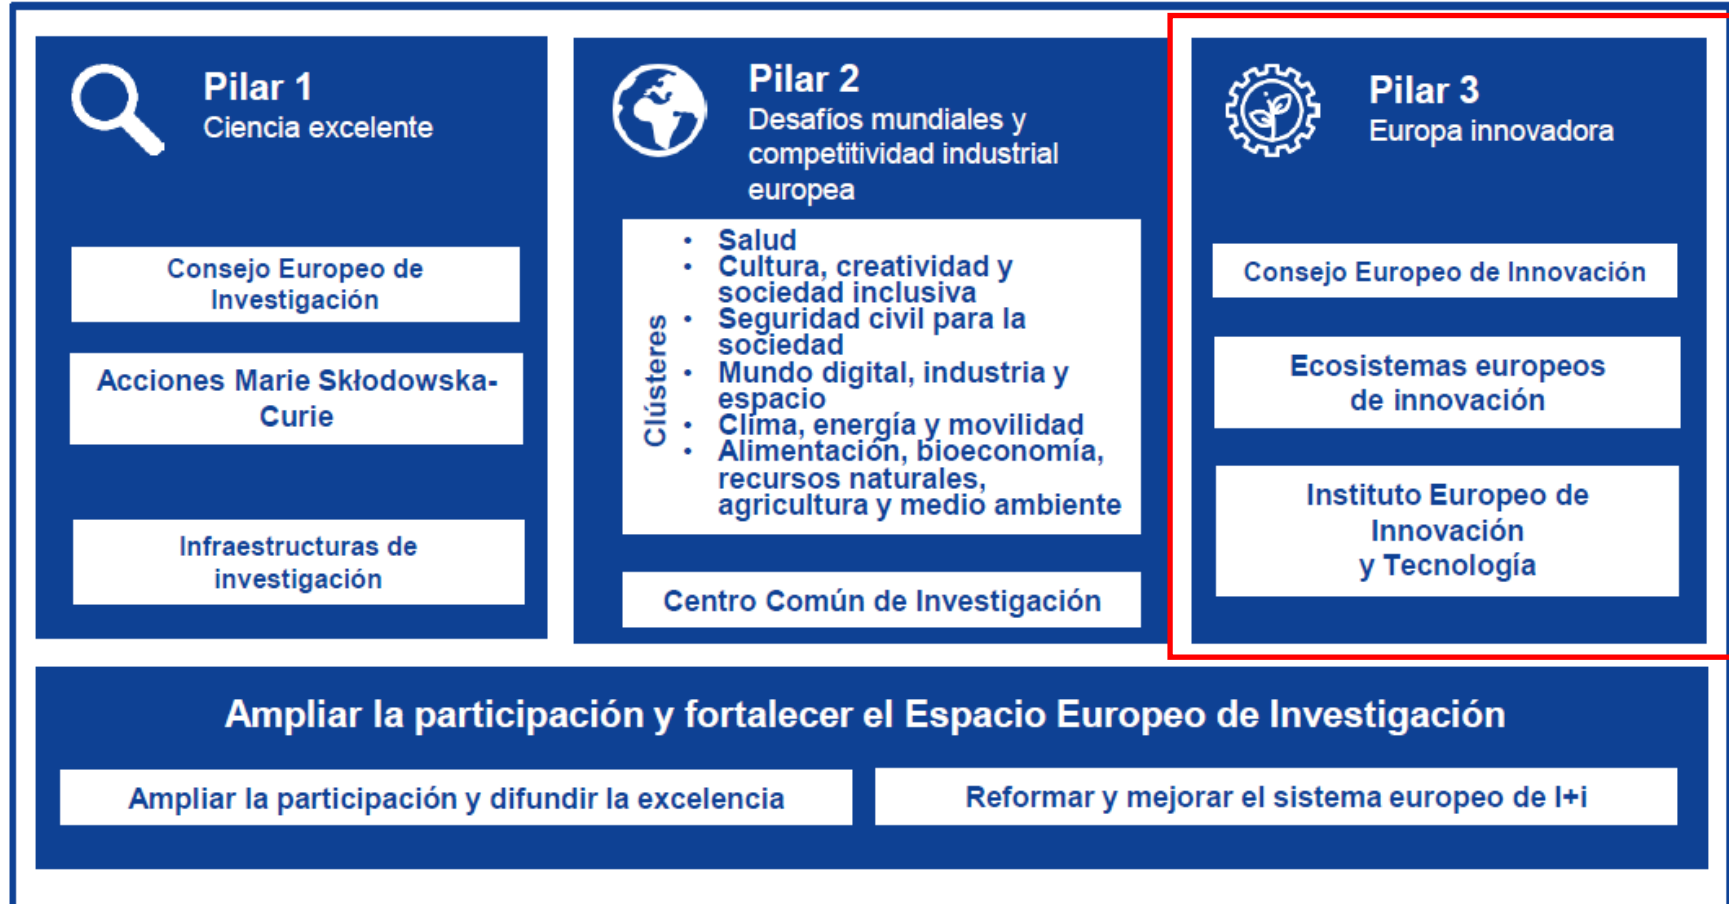 Pilar 1
Ciencia excelente
Consejo Europeo de
Investigación
Acciones Marie Skłodowska-
Curie
Infraestructuras de
investigación
Pilar 2
Desafíos mundiales y
competitividad industrial
europea
Clústeres
• Salud
• Cultura, creatividad y
sociedad inclusiva
• Seguridad civil para la
sociedad
• Mundo digital, industria y
espacio
• Clima, energía y movilidad
• Alimentación, bioeconomía,
recursos naturales,
agricultura y medio ambiente
Centro Común de Investigación
Pilar 3
Europa innovadora
Consejo Europeo de Innovación
Ecosistemas europeos
de innovación
Instituto Europeo de
Innovación
y Tecnología
Ampliar la participación y fortalecer el Espacio Europeo de Investigación
Ampliar la participación y difundir la excelencia
Reformar y mejorar el sistema europeo de I+i